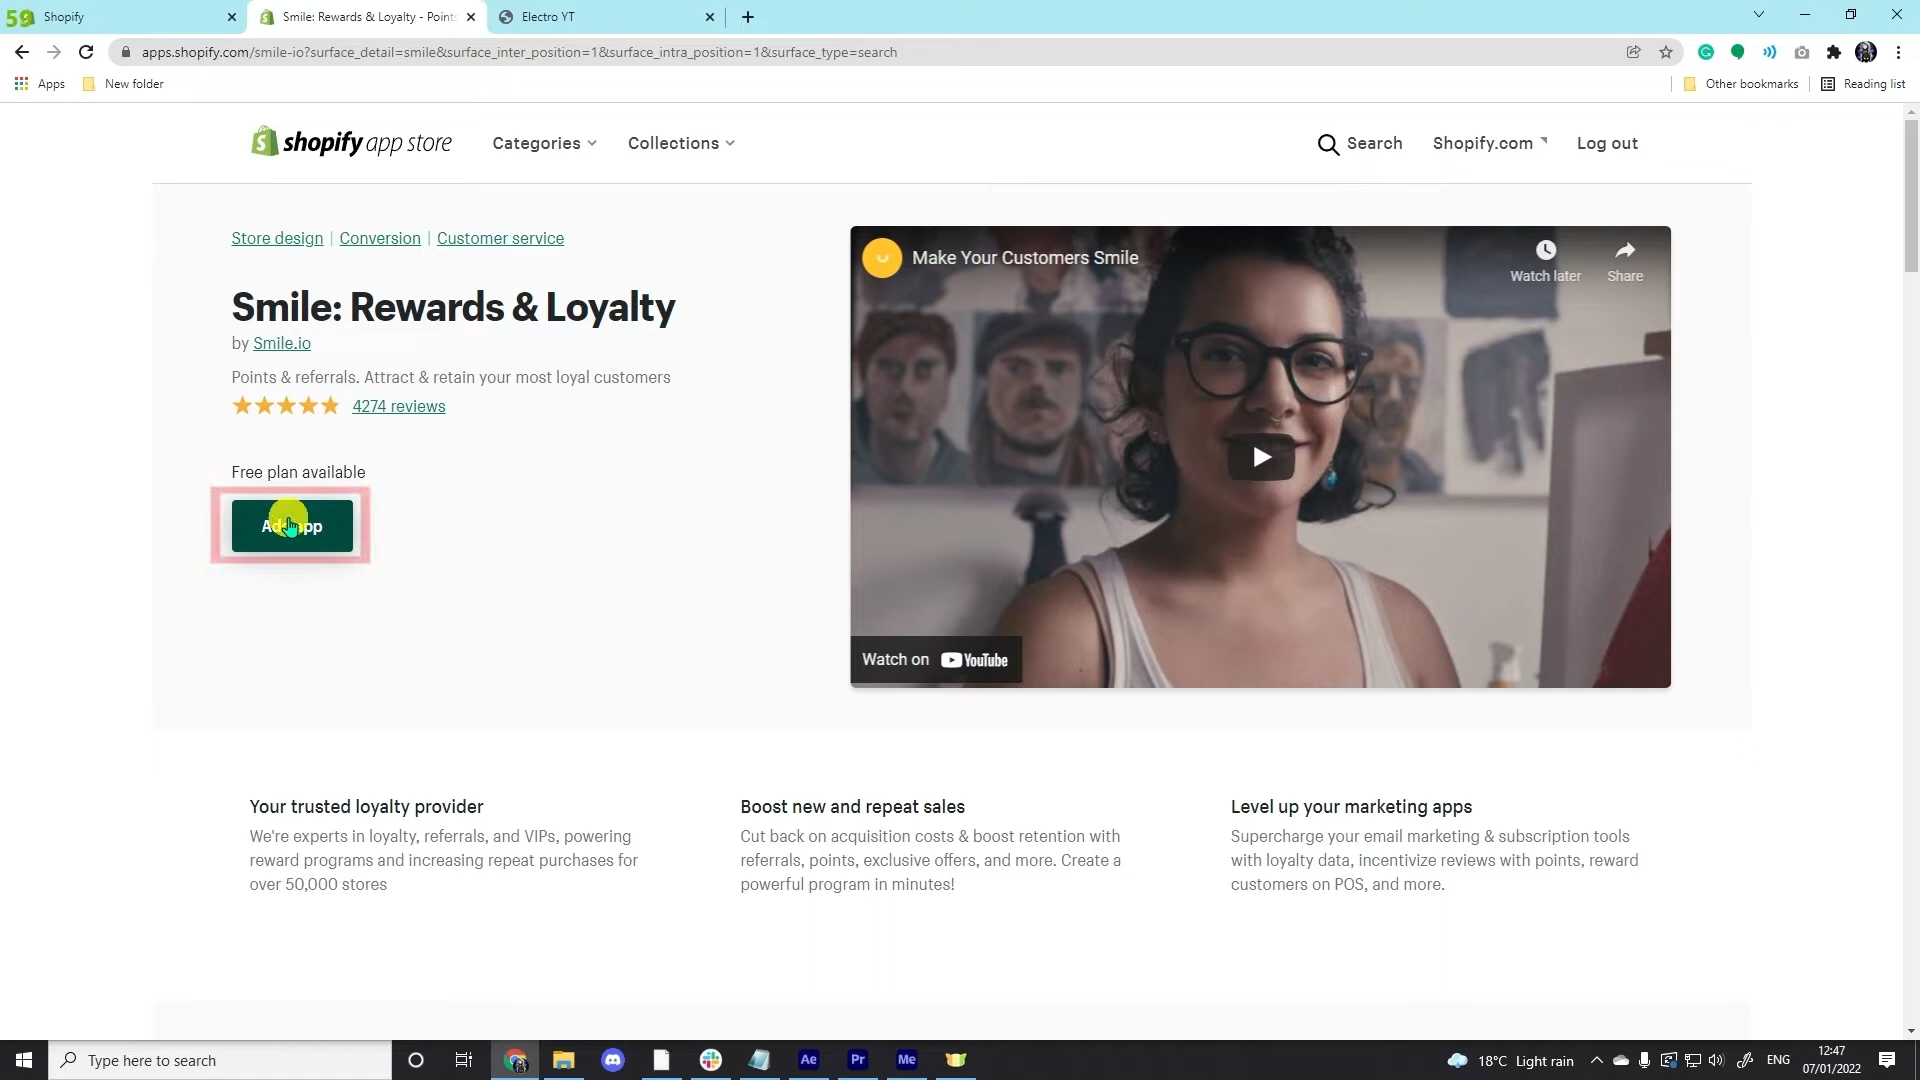 59 Shopify
Smile: Rewards & Loyalty - Points
Electro YT
apps.shopify.com/smile-io?surface_detail=smile&surface_inter_position=1&surface_intra_position=1&surface_type=search
Apps
New folder
Other bookmarks
Reading list
shopify app store
Categories
Collections
Search
Shopify.com
Log out
Store design | Conversion | Customer service
Smile: Rewards & Loyalty
by Smile.io
Points & referrals. Attract & retain your most loyal customers
4274 reviews
Free plan available
Add app
Make Your Customers Smile
Watch later
Share
Watch on YouTube
Your trusted loyalty provider
We're experts in loyalty, referrals, and VIPs, powering
reward programs and increasing repeat purchases for
over 50,000 stores
Boost new and repeat sales
Cut back on acquisition costs & boost retention with
referrals, points, exclusive offers, and more. Create a
powerful program in minutes!
Level up your marketing apps
Supercharge your email marketing & subscription tools
with loyalty data, incentivize reviews with points, reward
customers on POS, and more.
Type here to search
Ae
Pr
Me
18°C Light rain
ENG
12:47
07/01/2022